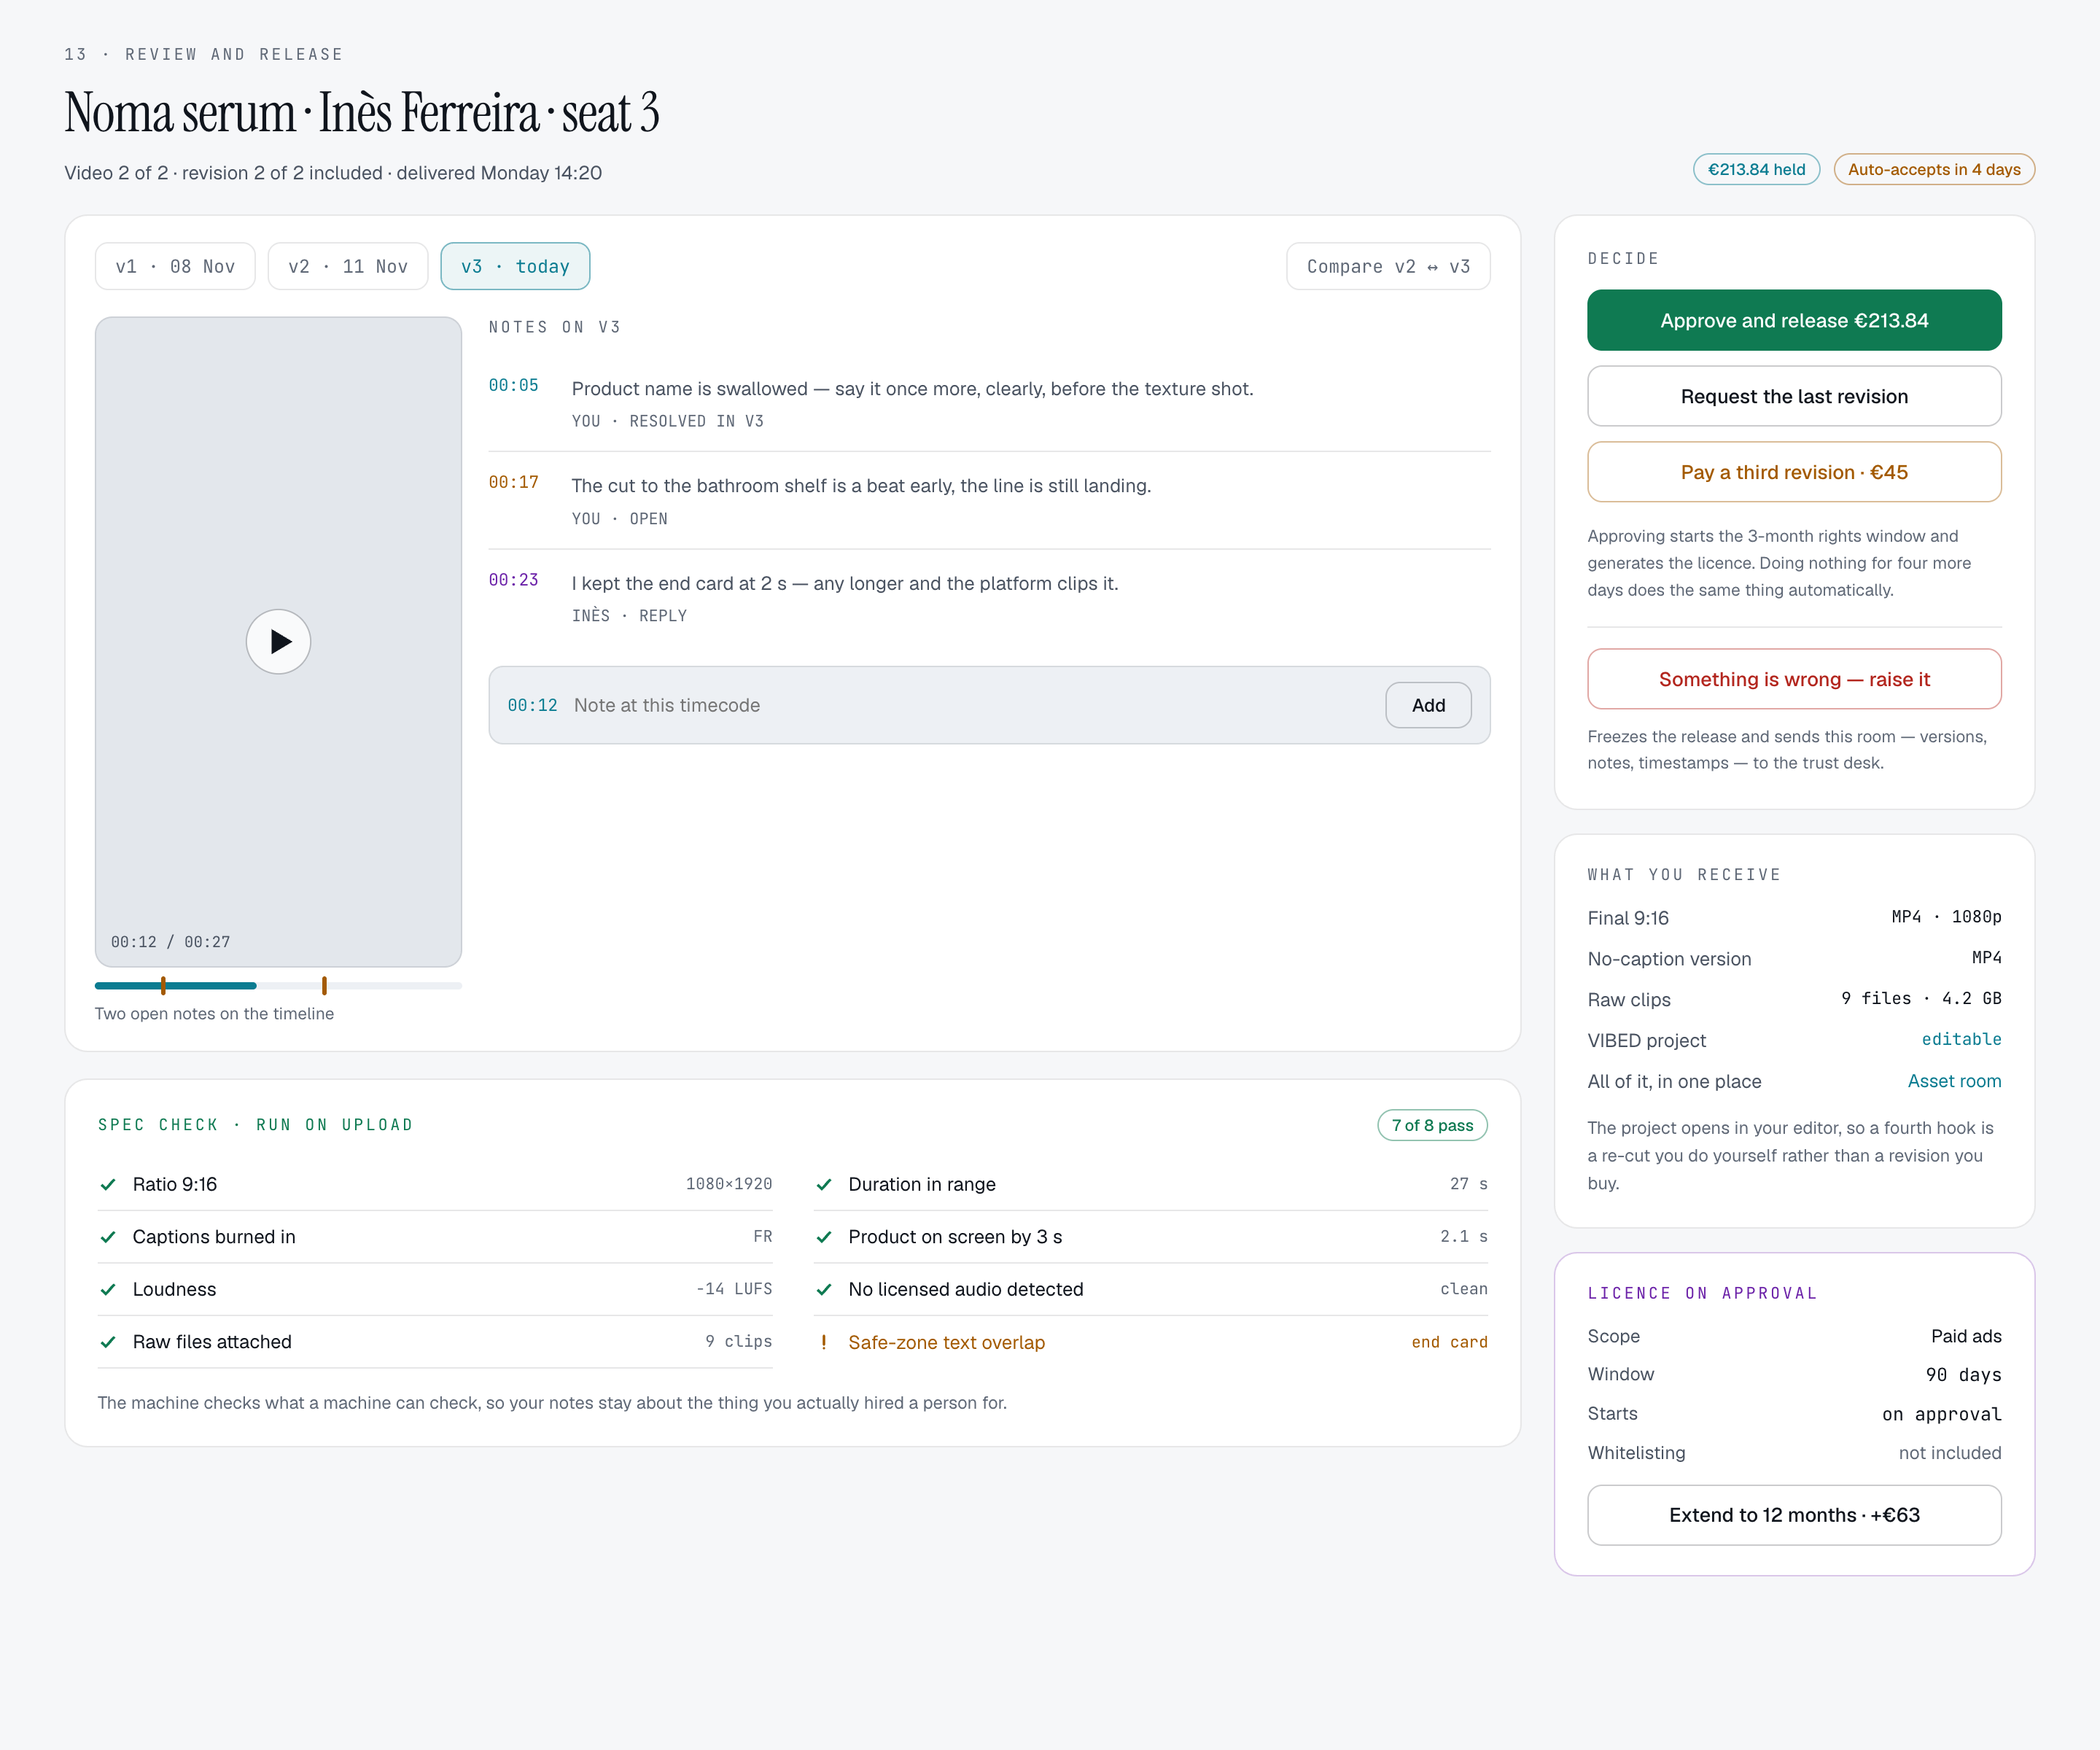 13 · REVIEW AND RELEASE
Noma serum · Inès Ferreira · seat 3
Video 2 of 2 · revision 2 of 2 included · delivered Monday 14:20
€213.84 held
Auto-accepts in 4 days
v1 · 08 Nov
v2 · 11 Nov
v3 · today
Compare v2 ↔ v3
00:12 / 00:27
Two open notes on the timeline
NOTES ON V3
00:05
Product name is swallowed — say it once more, clearly, before the texture shot.
YOU · RESOLVED IN V3
00:17
The cut to the bathroom shelf is a beat early, the line is still landing.
YOU · OPEN
00:23
I kept the end card at 2 s — any longer and the platform clips it.
INÈS · REPLY
00:12 Note at this timecode
Add
SPEC CHECK · RUN ON UPLOAD
7 of 8 pass
Ratio 9:16
1080×1920
Duration in range
27 s
Captions burned in
FR
Product on screen by 3 s
2.1 s
Loudness
-14 LUFS
No licensed audio detected
clean
Raw files attached
9 clips
! Safe-zone text overlap
end card
The machine checks what a machine can check, so your notes stay about the thing you actually hired a person for.
DECIDE
Approve and release €213.84
Request the last revision
Pay a third revision · €45
Approving starts the 3-month rights window and
generates the licence. Doing nothing for four more
days does the same thing automatically.
Something is wrong — raise it
Freezes the release and sends this room — versions,
notes, timestamps — to the trust desk.
WHAT YOU RECEIVE
Final 9:16
MP4 · 1080p
No-caption version
MP4
Raw clips
9 files · 4.2 GB
VIBED project
editable
All of it, in one place
Asset room
The project opens in your editor, so a fourth hook is
a re-cut you do yourself rather than a revision you
buy.
LICENCE ON APPROVAL
Scope
Paid ads
Window
90 days
Starts
on approval
Whitelisting
not included
Extend to 12 months · +€63